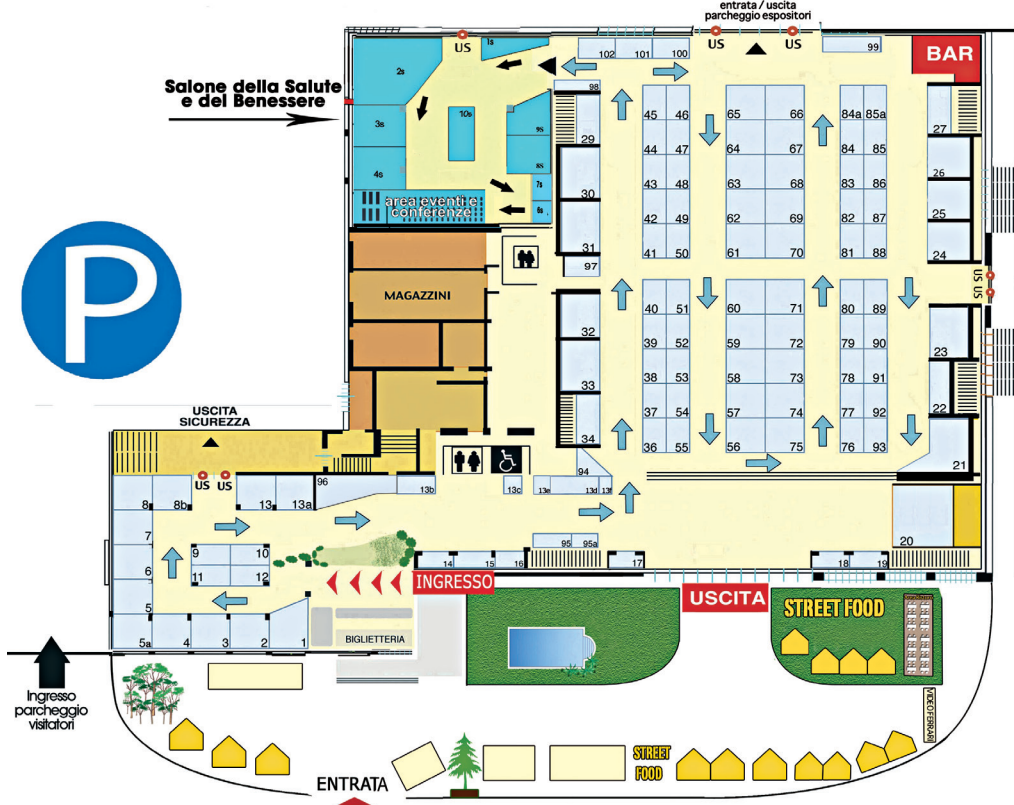 entrata / uscita
parcheggio espositori
US
US
US
1s
102
101
100
99
BAR
Salone della Salute
e del Benessere
2s
3s
4s
10s
9s
8s
7s
6s
area eventi e
conferenze
98
29
30
31
97
32
33
34
45 46
44 47
43 48
42 49
41 50
40 51
39 52
38 53
37 54
36 55
65 66
64 67
63 68
62 69
61 70
60 71
59 72
58 73
57 74
56 75
84a 85a
84 85
83 86
82 87
81 88
80 89
79 90
78 91
77 92
76 93
27
26
25
24
US US
23
22
21
20
P
MAGAZZINI
USCITA
SICUREZZA
US US
96
8
8b
13
13a
13b
13c
13e
13d
13f
94
95
95a
7
6
5
5a
4
3
2
1
9
10
11
12
14
15
16
17
18
19
INGRESSO
USCITA
BIGLIETTERIA
STREET FOOD
VIDEO FERRARI
Ingresso
parcheggio
visitatori
STREET
FOOD
ENTRATA